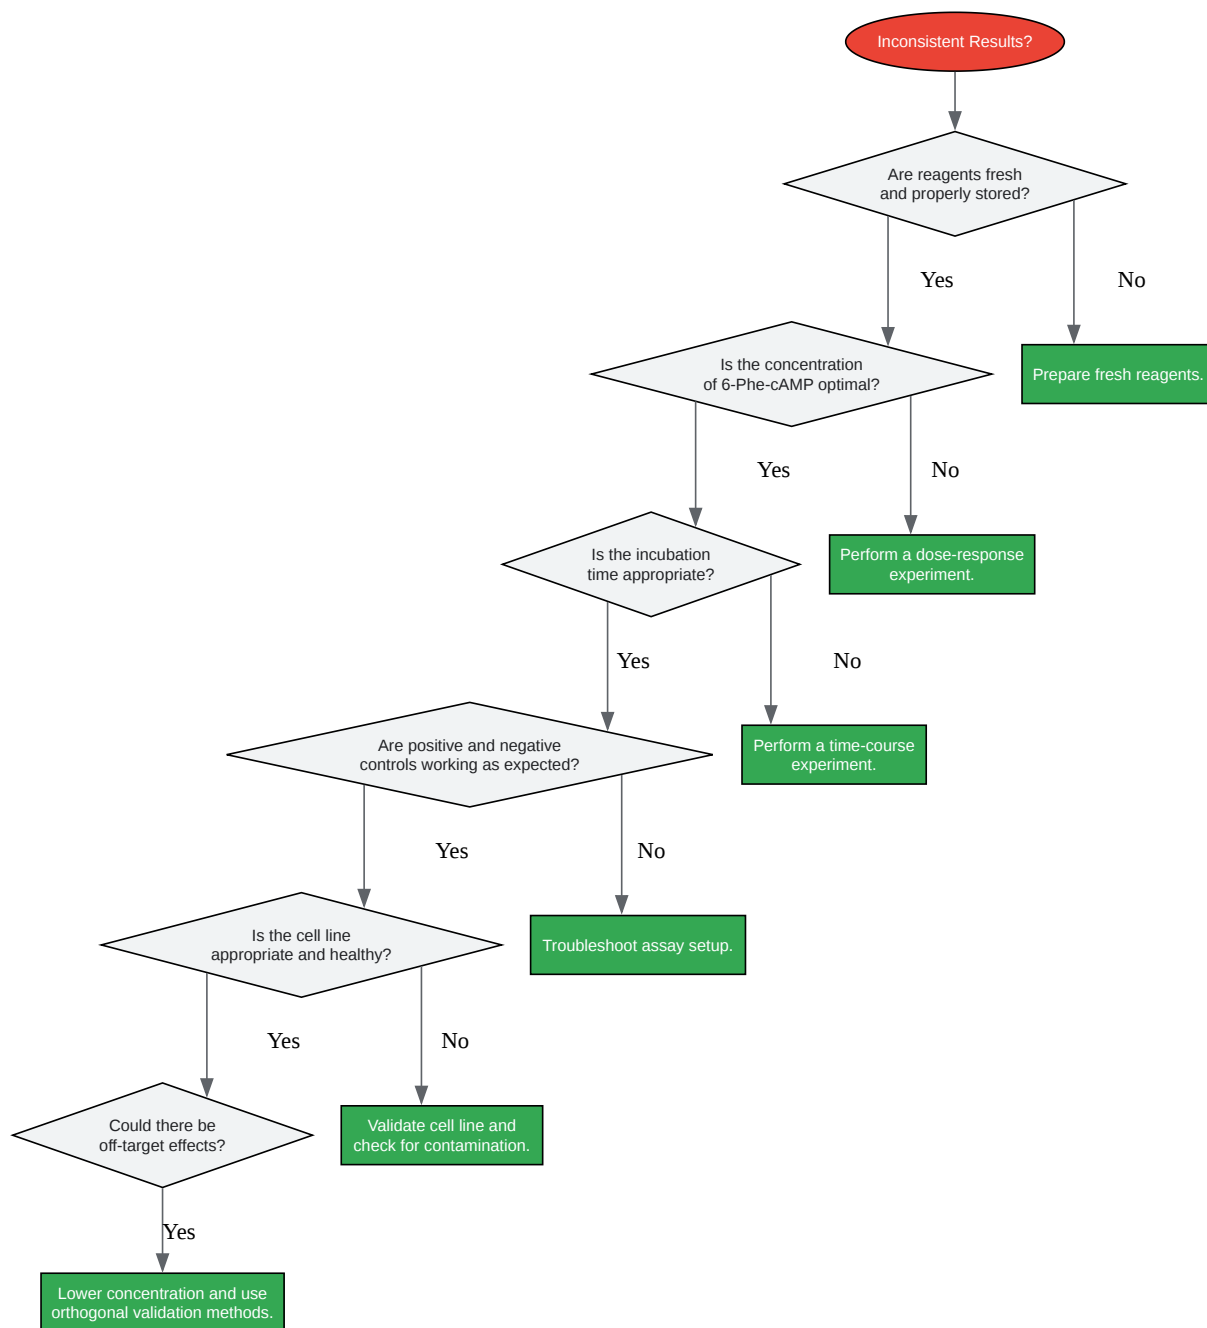 Inconsistent Results?
Are reagents fresh
and properly stored?
Yes
No
Is the concentration
of 6-Phe-cAMP optimal?
Prepare fresh reagents.
Yes
No
Is the incubation
time appropriate?
Perform a dose-response
experiment.
Yes
No
Are positive and negative
controls working as expected?
Perform a time-course
experiment.
Yes
No
Is the cell line
appropriate and healthy?
Troubleshoot assay setup.
Yes
No
Could there be
off-target effects?
Validate cell line and
check for contamination.
Yes
Lower concentration and use
orthogonal validation methods.